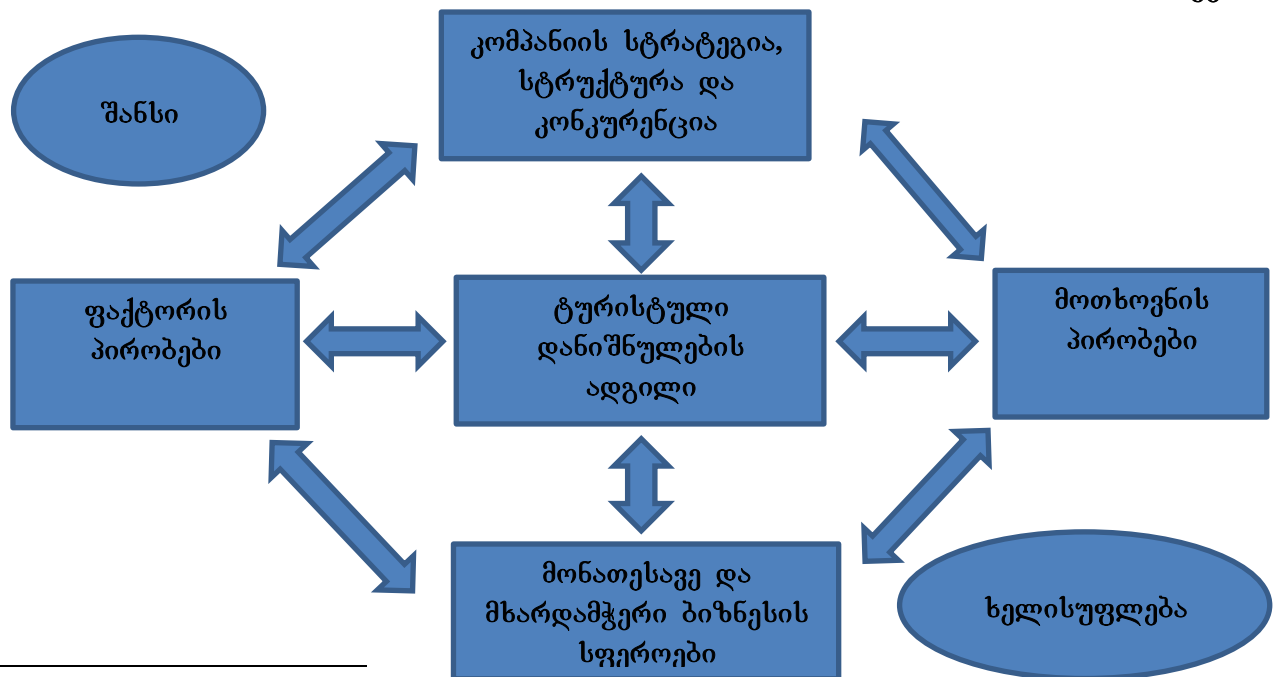 კომპანიის სტრატეგია,
სტრუქტურა და
კონკურენცია
შანსი
ფაქტორის
პირობები
ტურისტული
დანიშნულების
ადგილი
მოთხოვნის
პირობები
მონათესავე და
მხარდამჭერი ბიზნესის
სფეროები
ხელისუფლება